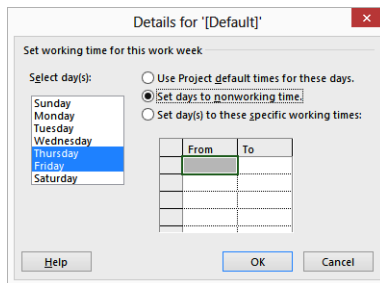 Details for '[Default]'
Set working time for this work week
Select day(s):
Sunday
Monday
Tuesday
Wednesday
Thursday
Friday
Saturday
Use Project default times for these days.
Set days to nonworking time.
Set day(s) to these specific working times:
From To
Help OK Cancel